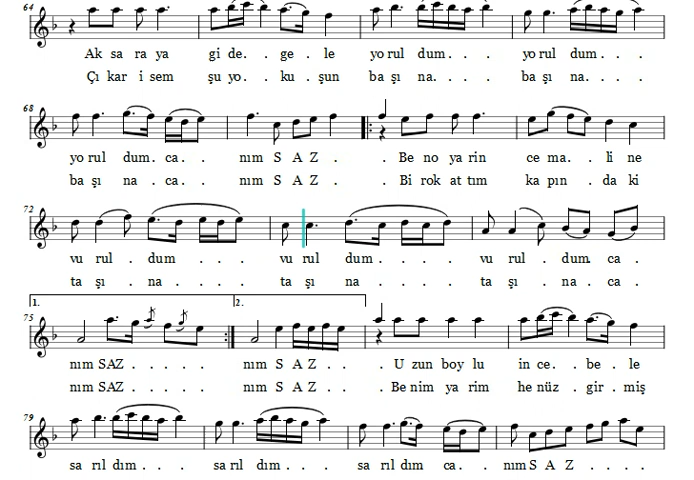 64
Ak sa ra ya gi de. . ge . le yo rul dum. . . . yo rul dum. . . .
Çı kar i sem şu yo. . ku . şun ba şı na. . . . ba şı na. . . .
68
yo rul dum . ca . . nım S A Z . . Be no ya rin ce ma. . li ne
ba şı na . ca . . nım S A Z . . Bi rok at tım ka pın . . da ki
72
vu rul . dum . . . vu rul dum . . . . vu rul . dum . ca .
ta şı . na . . . ta şı na . . . . ta şı . na . ca .
75 1. 2.
nım SAZ . . . . . nım S A Z . . U zun boy lu in ce. . be . le
nım SAZ . . . . . nım S A Z . . Be nim ya rim he nüz . gir . miş
79
sa rıl dım . . . . sa rıl dım . . . . sa rıl dım ca . . nım S A Z . . . .